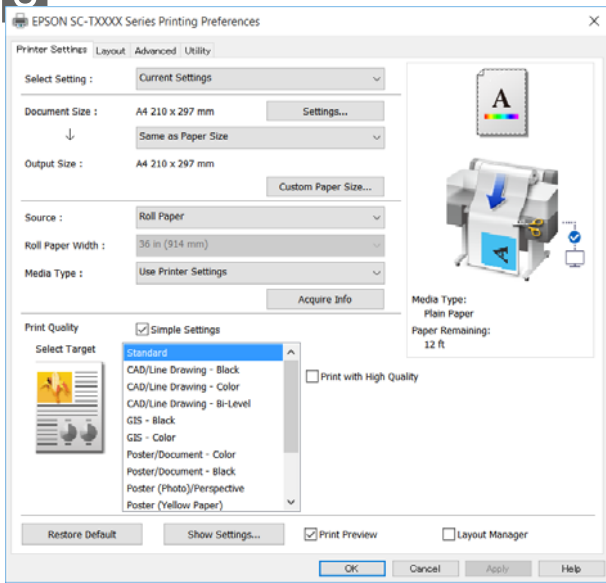 EPSON SC-TXXXX Series Printing Preferences
Printer Settings Layout Advanced Utility
Select Setting : Current Settings
Document Size : A4 210 x 297 mm Settings...
Same as Paper Size
Output Size : A4 210 x 297 mm
Custom Paper Size...
Source : Roll Paper
Roll Paper Width : 36 in (914 mm)
Media Type : Use Printer Settings
Acquire Info
Print Quality Simple Settings
Select Target
Standard
CAD/Line Drawing - Black
CAD/Line Drawing - Color
CAD/Line Drawing - Bi-Level
GIS - Black
GIS - Color
Poster/Document - Color
Poster/Document - Black
Poster (Photo)/Perspective
Poster (Yellow Paper)
Print with High Quality
A
Media Type:
Plain Paper
Paper Remaining:
12 ft
Restore Default Show Settings... Print Preview Layout Manager
OK Cancel Apply Help